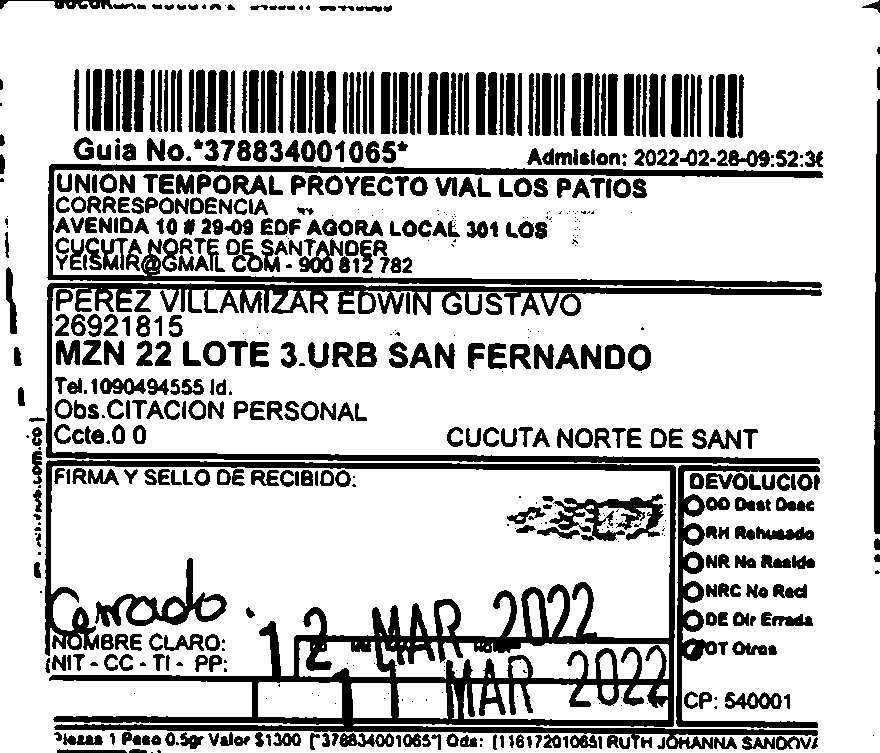 Guia No.*378834001065*
Admision: 2022-02-28-09:52:36
UNION TEMPORAL PROYECTO VIAL LOS PATIOS
CORRESPONDENCIA
AVENIDA 10 # 29-09 EDF AGORA LOCAL 301 LOS
CUCUTA NORTE DE SANTANDER
YEISMIR@GMAIL COM - 900 812 782
PEREZ VILLAMIZAR EDWIN GUSTAVO
26921815
MZN 22 LOTE 3.URB SAN FERNANDO
Tel.1090494555 Id.
Obs.CITACION PERSONAL
Ccte.0 0
CUCUTA NORTE DE SANT
FIRMA Y SELLO DE RECIBIDO:
Cerrado.
NOMBRE CLARO:
NIT - CC - TI - PP:
12 MAR 2022
11 MAR 2022
DEVOLUCION
DD Dest Desc
RH Rehusado
NR No Reside
NRC No Recl
DE Dir Errada
OT Otros
CP: 540001
Piezas 1 Peso 0.5gr Valor $1300 [*378834001065*] Ods: [116172010651 RUTH JOHANNA SANDOVA